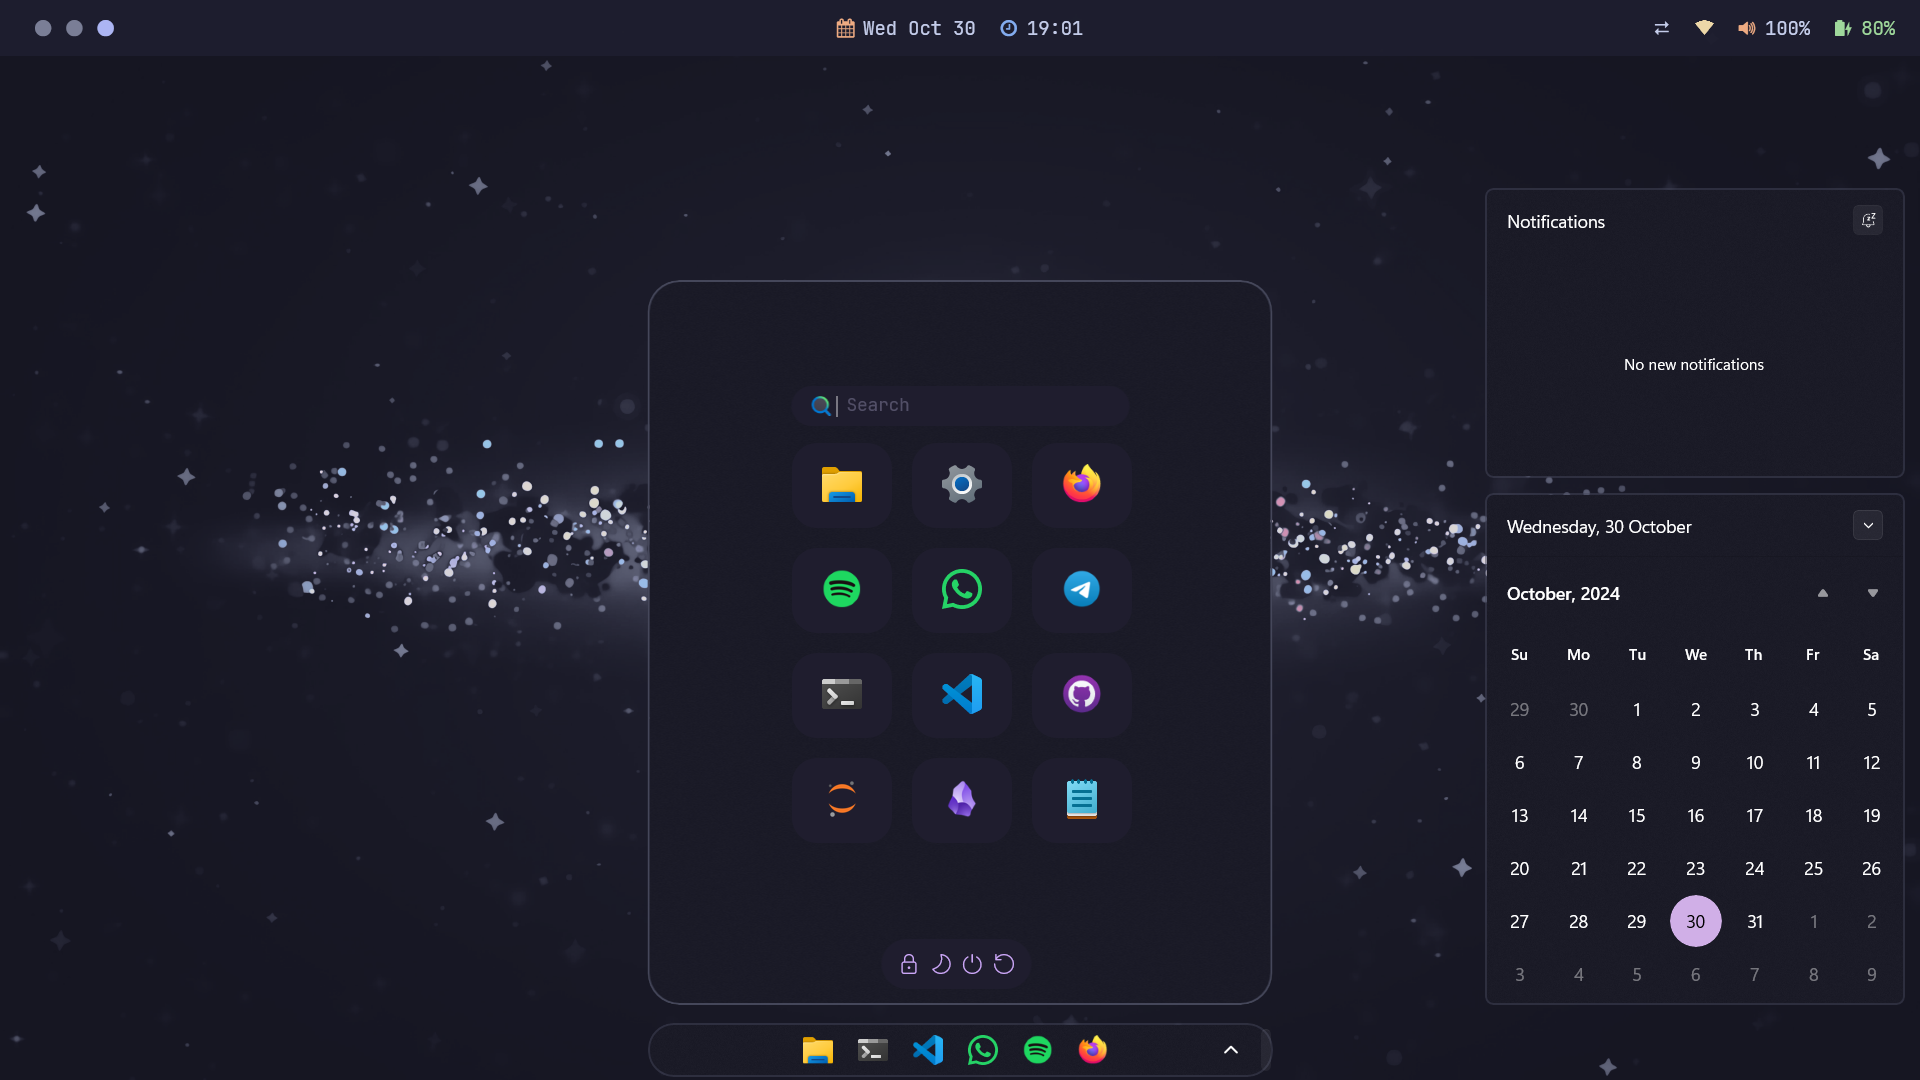 Wed Oct 30 19:01 100% 80%
Notifications
No new notifications
Search
Wednesday, 30 October
October, 2024
Su Mo Tu We Th Fr Sa
29 30 1 2 3 4 5
6 7 8 9 10 11 12
13 14 15 16 17 18 19
20 21 22 23 24 25 26
27 28 29 30 31 1 2
3 4 5 6 7 8 9